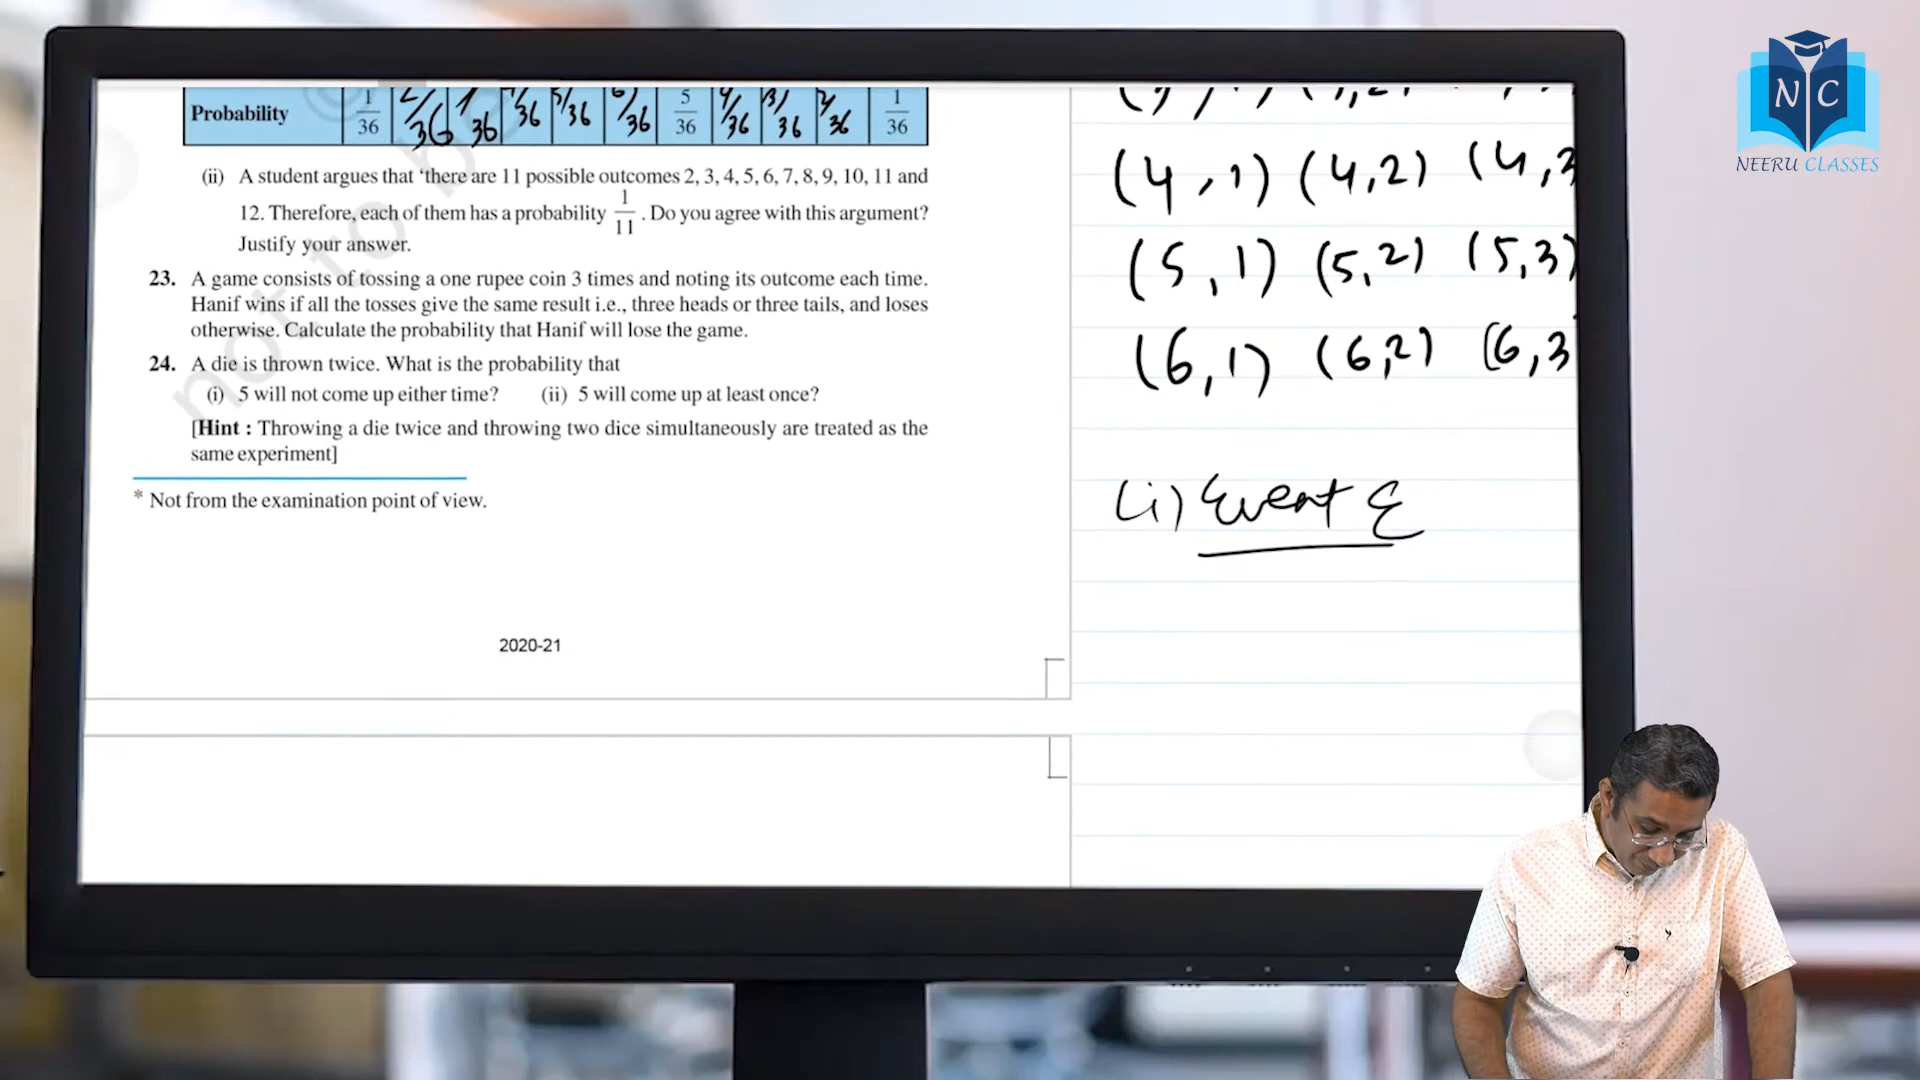 Probability 1/36 2/36 36 /36 5/36 6/36 5/36 4/36 3/36 2/36 1/36
(ii) A student argues that 'there are 11 possible outcomes 2, 3, 4, 5, 6, 7, 8, 9, 10, 11 and
12. Therefore, each of them has a probability 1/11 . Do you agree with this argument?
Justify your answer.
23. A game consists of tossing a one rupee coin 3 times and noting its outcome each time.
Hanif wins if all the tosses give the same result i.e., three heads or three tails, and loses
otherwise. Calculate the probability that Hanif will lose the game.
24. A die is thrown twice. What is the probability that
(i) 5 will not come up either time? (ii) 5 will come up at least once?
[Hint : Throwing a die twice and throwing two dice simultaneously are treated as the
same experiment]
* Not from the examination point of view.
2020-21
not to be
(4,1) (4,2) (4,
(5,1) (5,2) (5,3)
(6,1) (6,2) (6,3
(i) Event E
NC
NEERU CLASSES